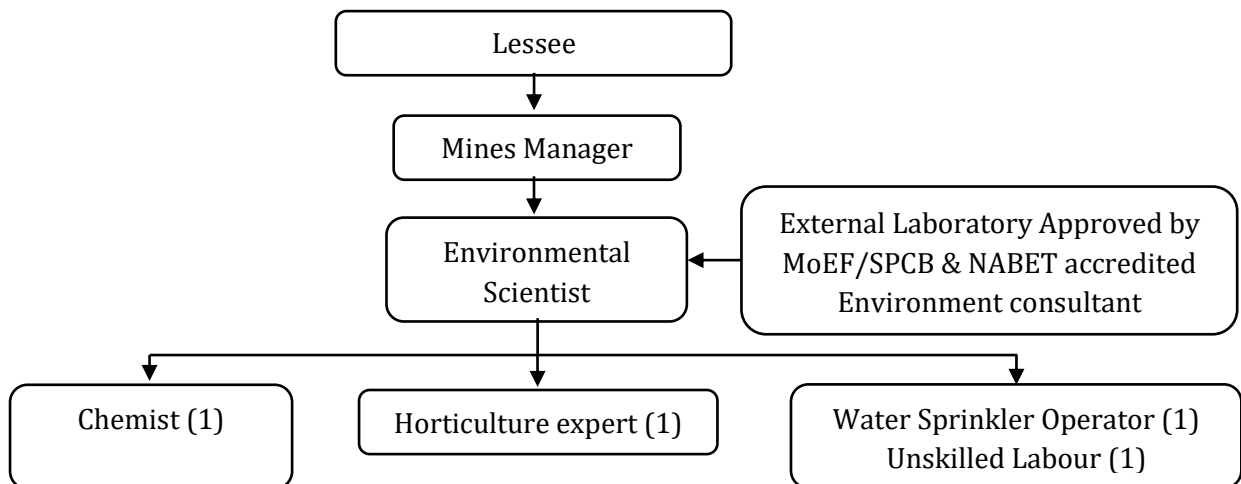 Lessee
Mines Manager
Environmental
Scientist
External Laboratory Approved by
MoEF/SPCB & NABET accredited
Environment consultant
Chemist (1)
Horticulture expert (1)
Water Sprinkler Operator (1)
Unskilled Labour (1)